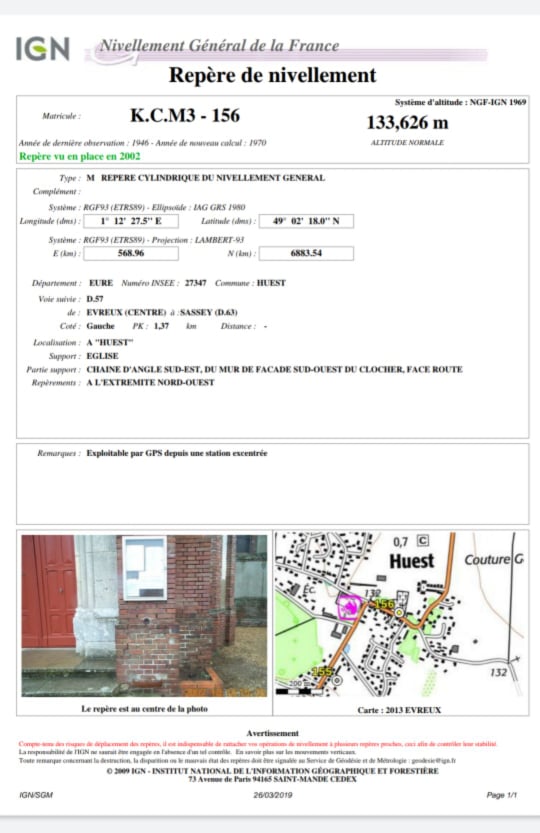 IGN
Nivellement Général de la France
Repère de nivellement
Système d'altitude : NGF-IGN 1969
Matricule : K.C.M3 - 156
133,626 m
ALTITUDE NORMALE
Année de dernière observation : 1946 - Année de nouveau calcul : 1970
Repère vu en place en 2002
Type : M REPERE CYLINDRIQUE DU NIVELLEMENT GENERAL
Complément :
Système : RGF93 (ETRS89) - Ellipsoïde : IAG GRS 1980
Longitude (dms) : 1° 12' 27.5'' E Latitude (dms) : 49° 02' 18.0'' N
Système : RGF93 (ETRS89) - Projection : LAMBERT-93
E (km) : 568.96 N (km) : 6883.54
Département : EURE Numéro INSEE : 27347 Commune : HUEST
Voie suivie : D.57
de : EVREUX (CENTRE) à : SASSEY (D.63)
Coté : Gauche PK : 1,37 km Distance : -
Localisation : A "HUEST"
Support : EGLISE
Partie support : CHAINE D'ANGLE SUD-EST, DU MUR DE FACADE SUD-OUEST DU CLOCHER, FACE ROUTE
Repèrements : A L'EXTREMITE NORD-OUEST
Remarques : Exploitable par GPS depuis une station excentrée
0,7 C
Huest
Couture G
Éc.
132
156
155
200
132
Le repère est au centre de la photo
Carte : 2013 EVREUX
Avertissement
Compte-tenu des risques de déplacement des repères, il est indispensable de rattacher vos opérations de nivellement à plusieurs repères proches, ceci afin de contrôler leur stabilité.
La responsabilité de l'IGN ne saurait être engagée en l'absence d'un tel contrôle. En savoir plus sur les mouvements verticaux.
Toute remarque concernant la destruction, la disparition ou le mauvais état des repères doit être signalée au Service de Géodésie et de Métrologie : geodesie@ign.fr
© 2009 IGN - INSTITUT NATIONAL DE L'INFORMATION GÉOGRAPHIQUE ET FORESTIÈRE
73 Avenue de Paris 94165 SAINT-MANDE CEDEX
IGN/SGM
26/03/2019
Page 1/1